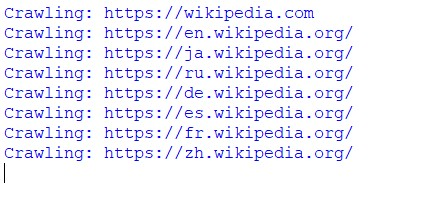 Crawling: https://wikipedia.com
Crawling: https://en.wikipedia.org/
Crawling: https://ja.wikipedia.org/
Crawling: https://ru.wikipedia.org/
Crawling: https://de.wikipedia.org/
Crawling: https://es.wikipedia.org/
Crawling: https://fr.wikipedia.org/
Crawling: https://zh.wikipedia.org/